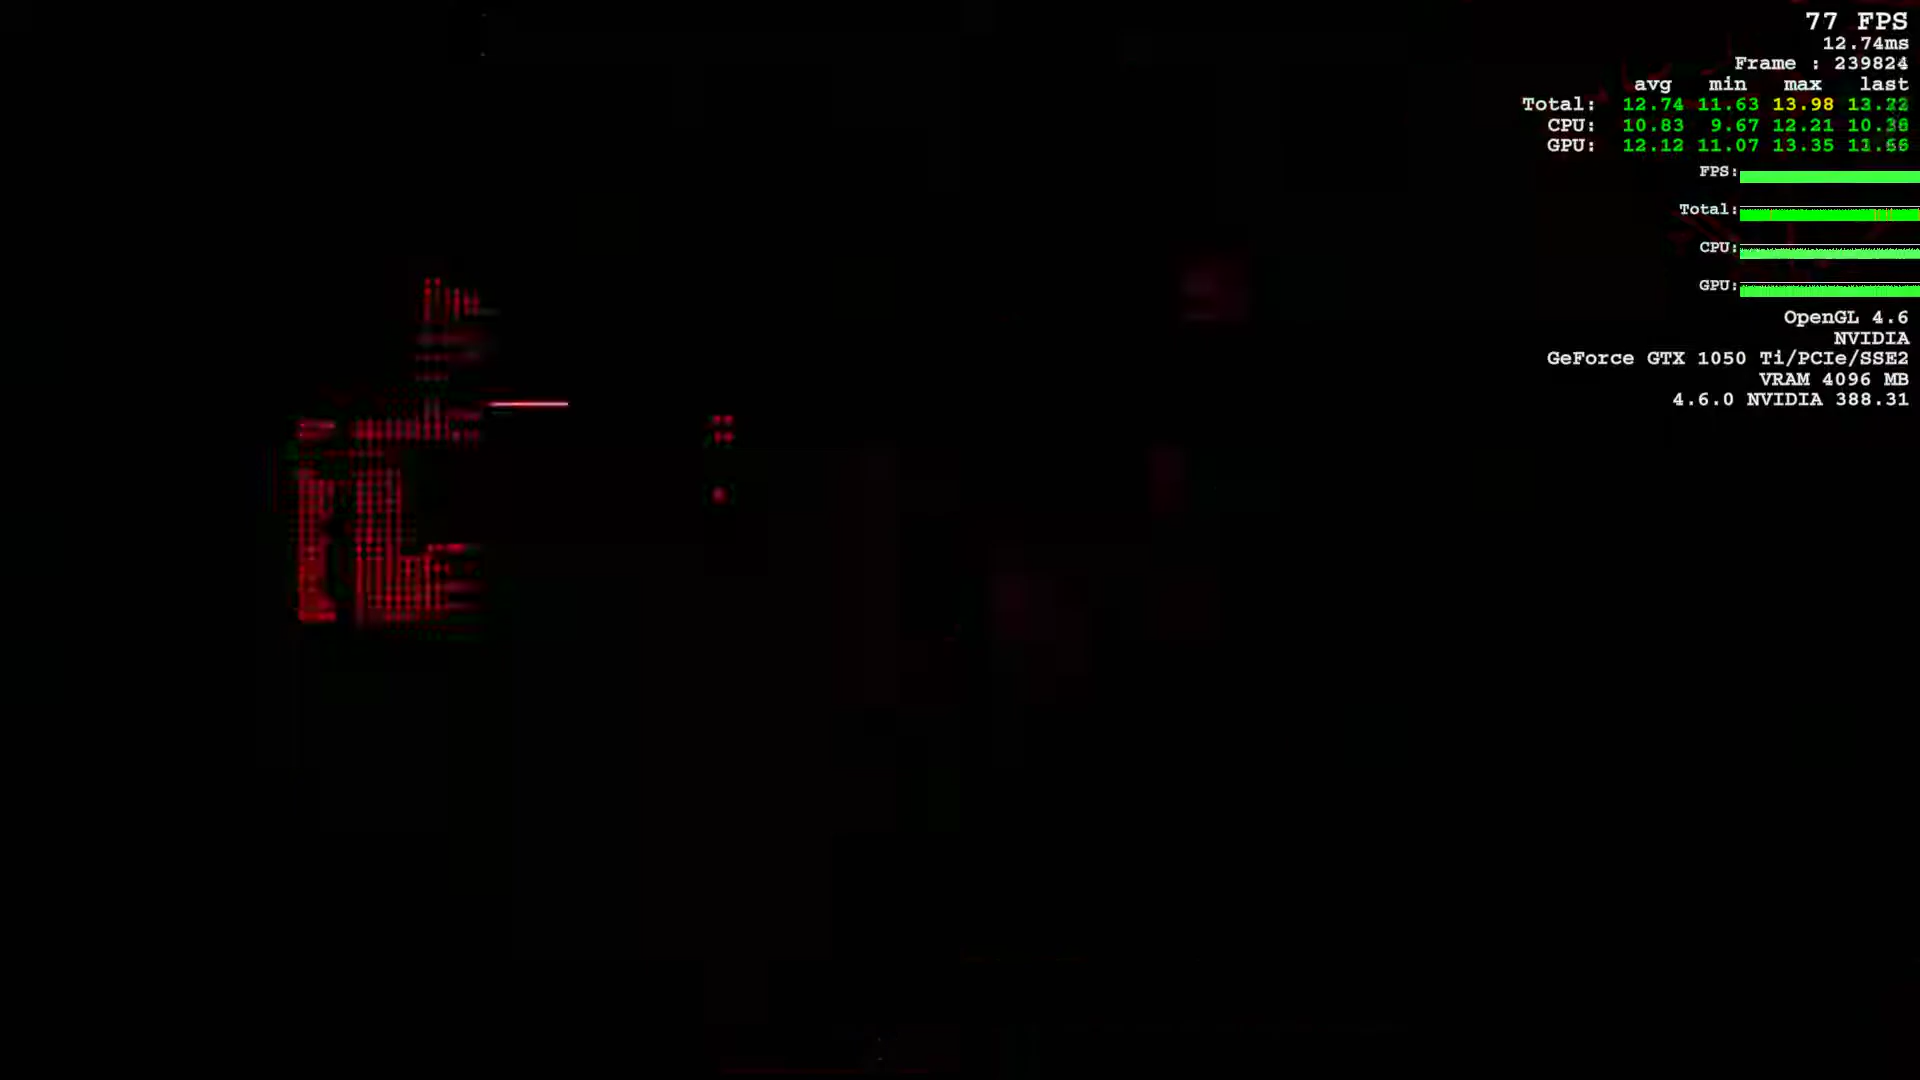 77 FPS
12.74ms
Frame : 239824
avg min max last
Total: 12.74 11.63 13.98
CPU: 10.83 9.67 12.21
GPU: 12.12 11.07 13.35
FPS:
Total:
CPU:
GPU:
OpenGL 4.6
NVIDIA
GeForce GTX 1050 Ti/PCIe/SSE2
VRAM 4096 MB
4.6.0 NVIDIA 388.31